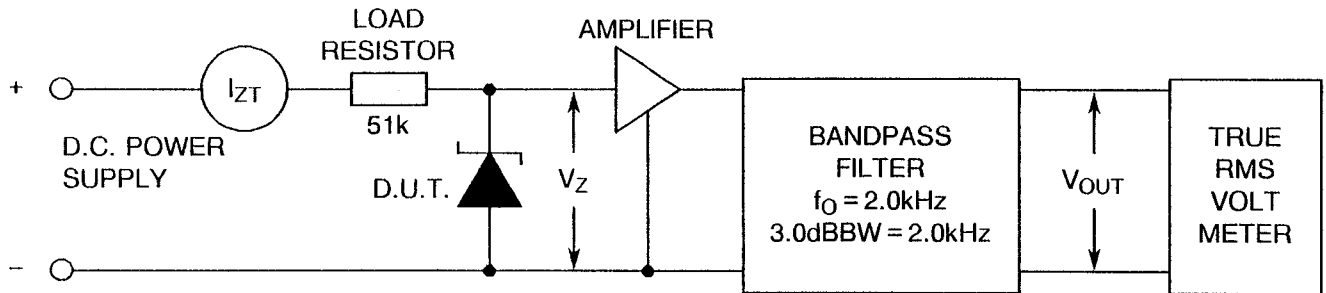 LOAD
RESISTOR
51k
AMPLIFIER
+
I_ZT
D.C. POWER
SUPPLY
D.U.T.
V_Z
BANDPASS
FILTER
f_O = 2.0kHz
3.0dBBW = 2.0kHz
V_OUT
TRUE
RMS
VOLT
METER
–